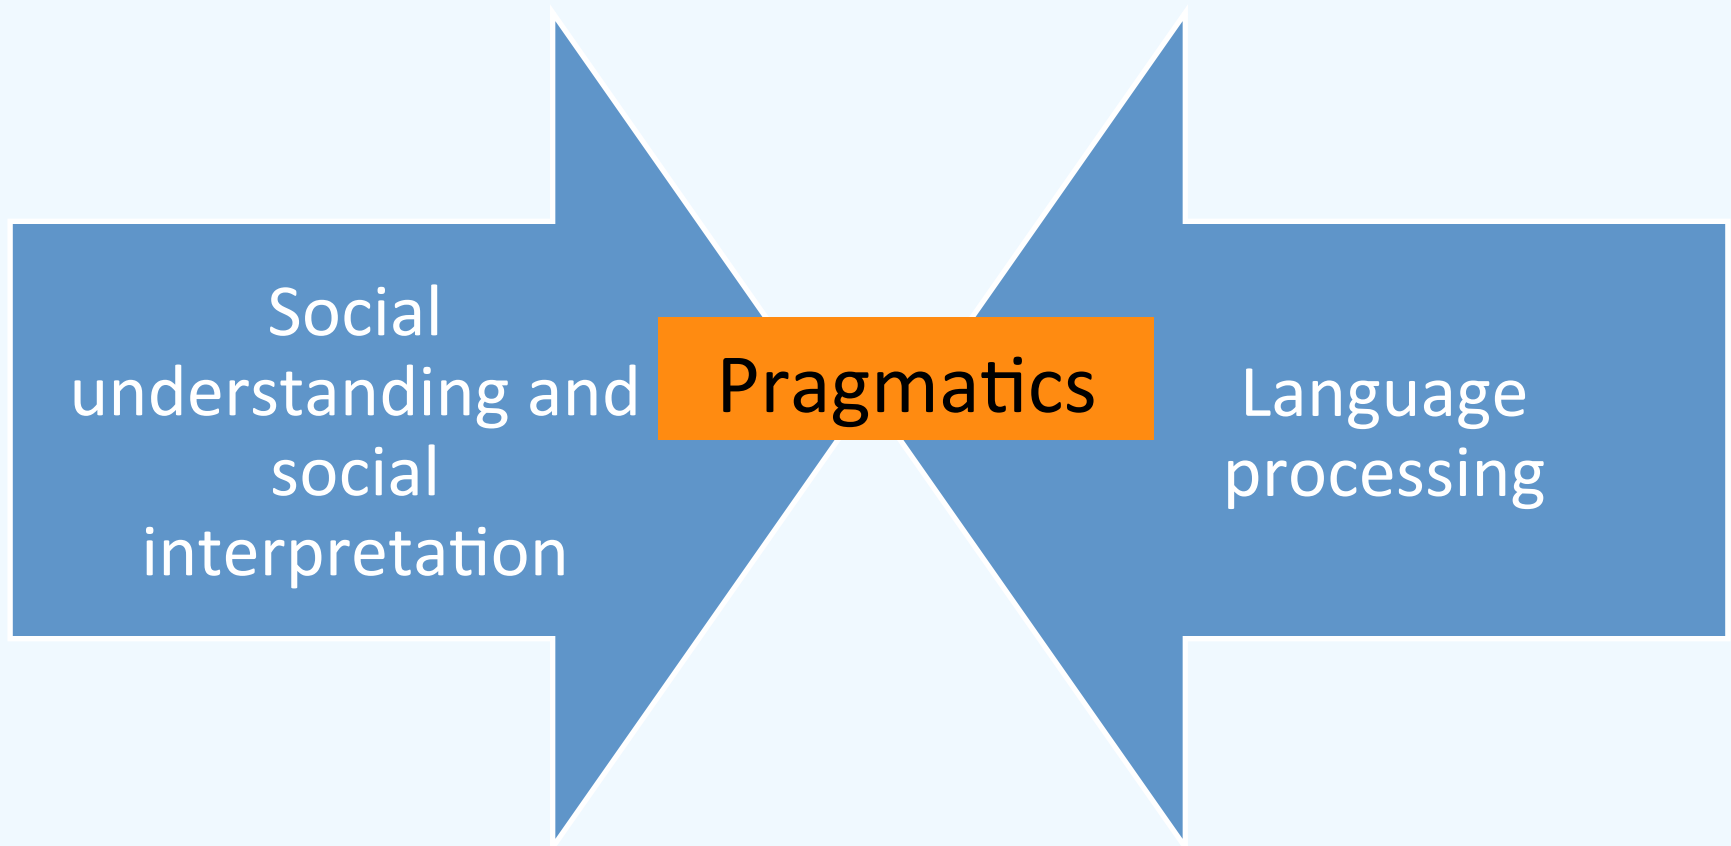 Social
understanding and
social
interpretation
Pragmatics
Language
processing